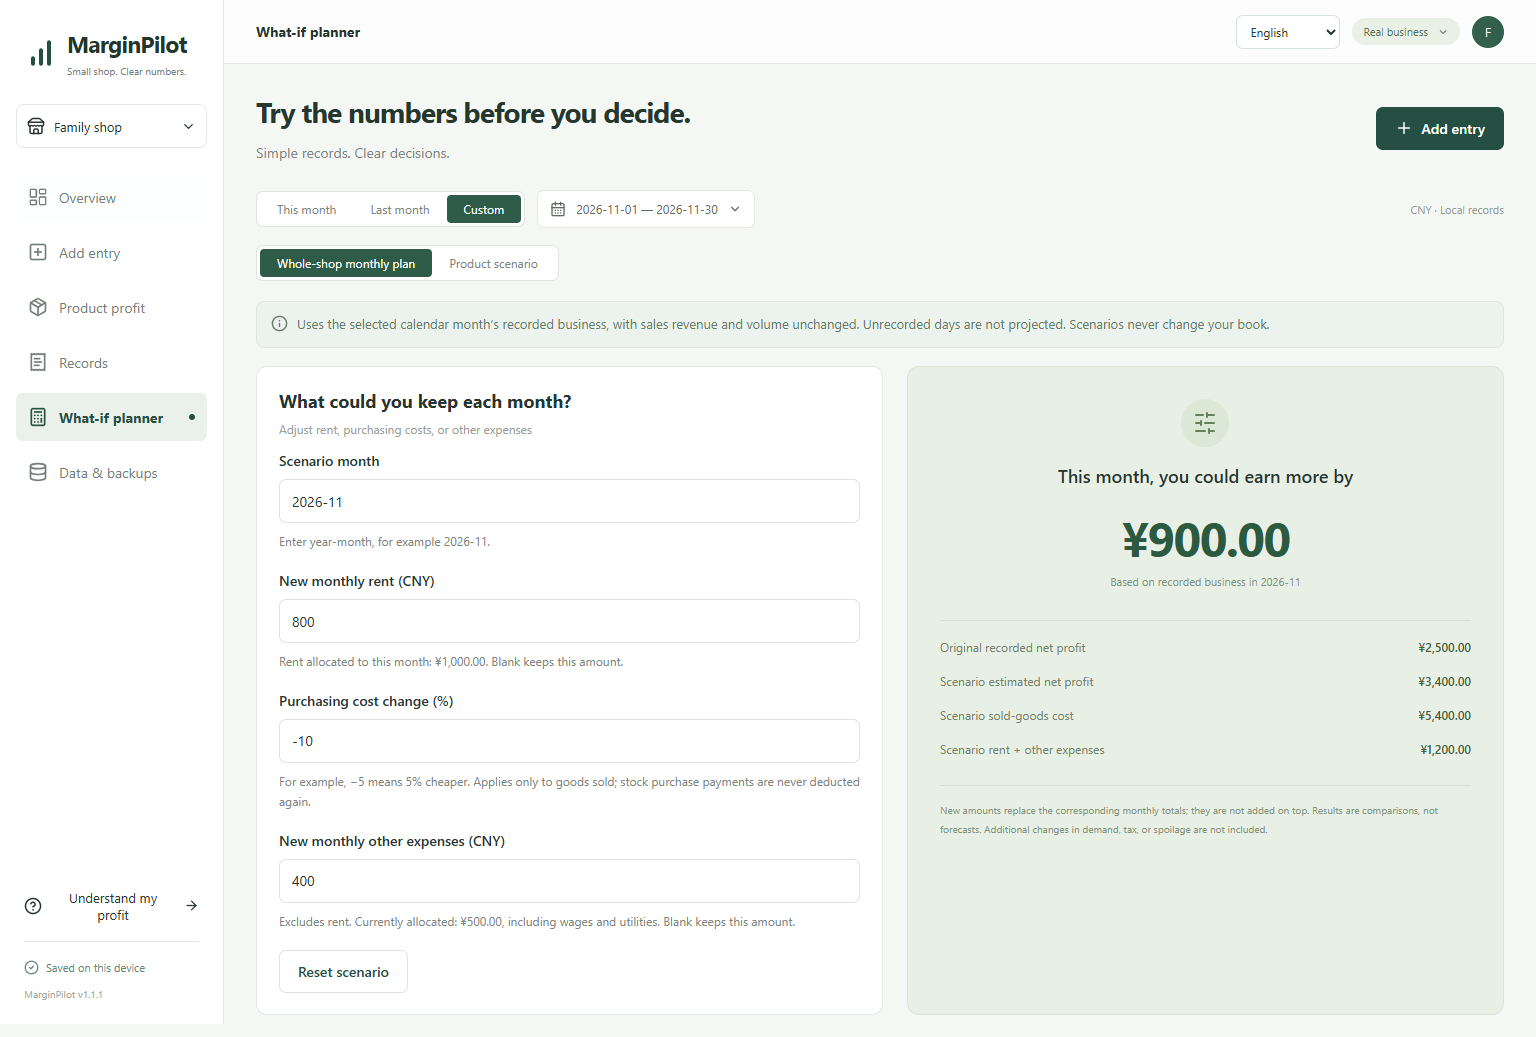 MarginPilot
Small shop. Clear numbers.
Family shop
Overview
Add entry
Product profit
Records
What-if planner
Data & backups
Understand my
profit
Saved on this device
MarginPilot v1.1.1
What-if planner
English
Real business
F
Try the numbers before you decide.
Simple records. Clear decisions.
Add entry
This month
Last month
Custom
2026-11-01 — 2026-11-30
CNY · Local records
Whole-shop monthly plan
Product scenario
Uses the selected calendar month's recorded business, with sales revenue and volume unchanged. Unrecorded days are not projected. Scenarios never change your book.
What could you keep each month?
Adjust rent, purchasing costs, or other expenses
Scenario month
2026-11
Enter year-month, for example 2026-11.
New monthly rent (CNY)
800
Rent allocated to this month: ¥1,000.00. Blank keeps this amount.
Purchasing cost change (%)
-10
For example, −5 means 5% cheaper. Applies only to goods sold; stock purchase payments are never deducted
again.
New monthly other expenses (CNY)
400
Excludes rent. Currently allocated: ¥500.00, including wages and utilities. Blank keeps this amount.
Reset scenario
This month, you could earn more by
¥900.00
Based on recorded business in 2026-11
Original recorded net profit ¥2,500.00
Scenario estimated net profit ¥3,400.00
Scenario sold-goods cost ¥5,400.00
Scenario rent + other expenses ¥1,200.00
New amounts replace the corresponding monthly totals; they are not added on top. Results are comparisons, not
forecasts. Additional changes in demand, tax, or spoilage are not included.